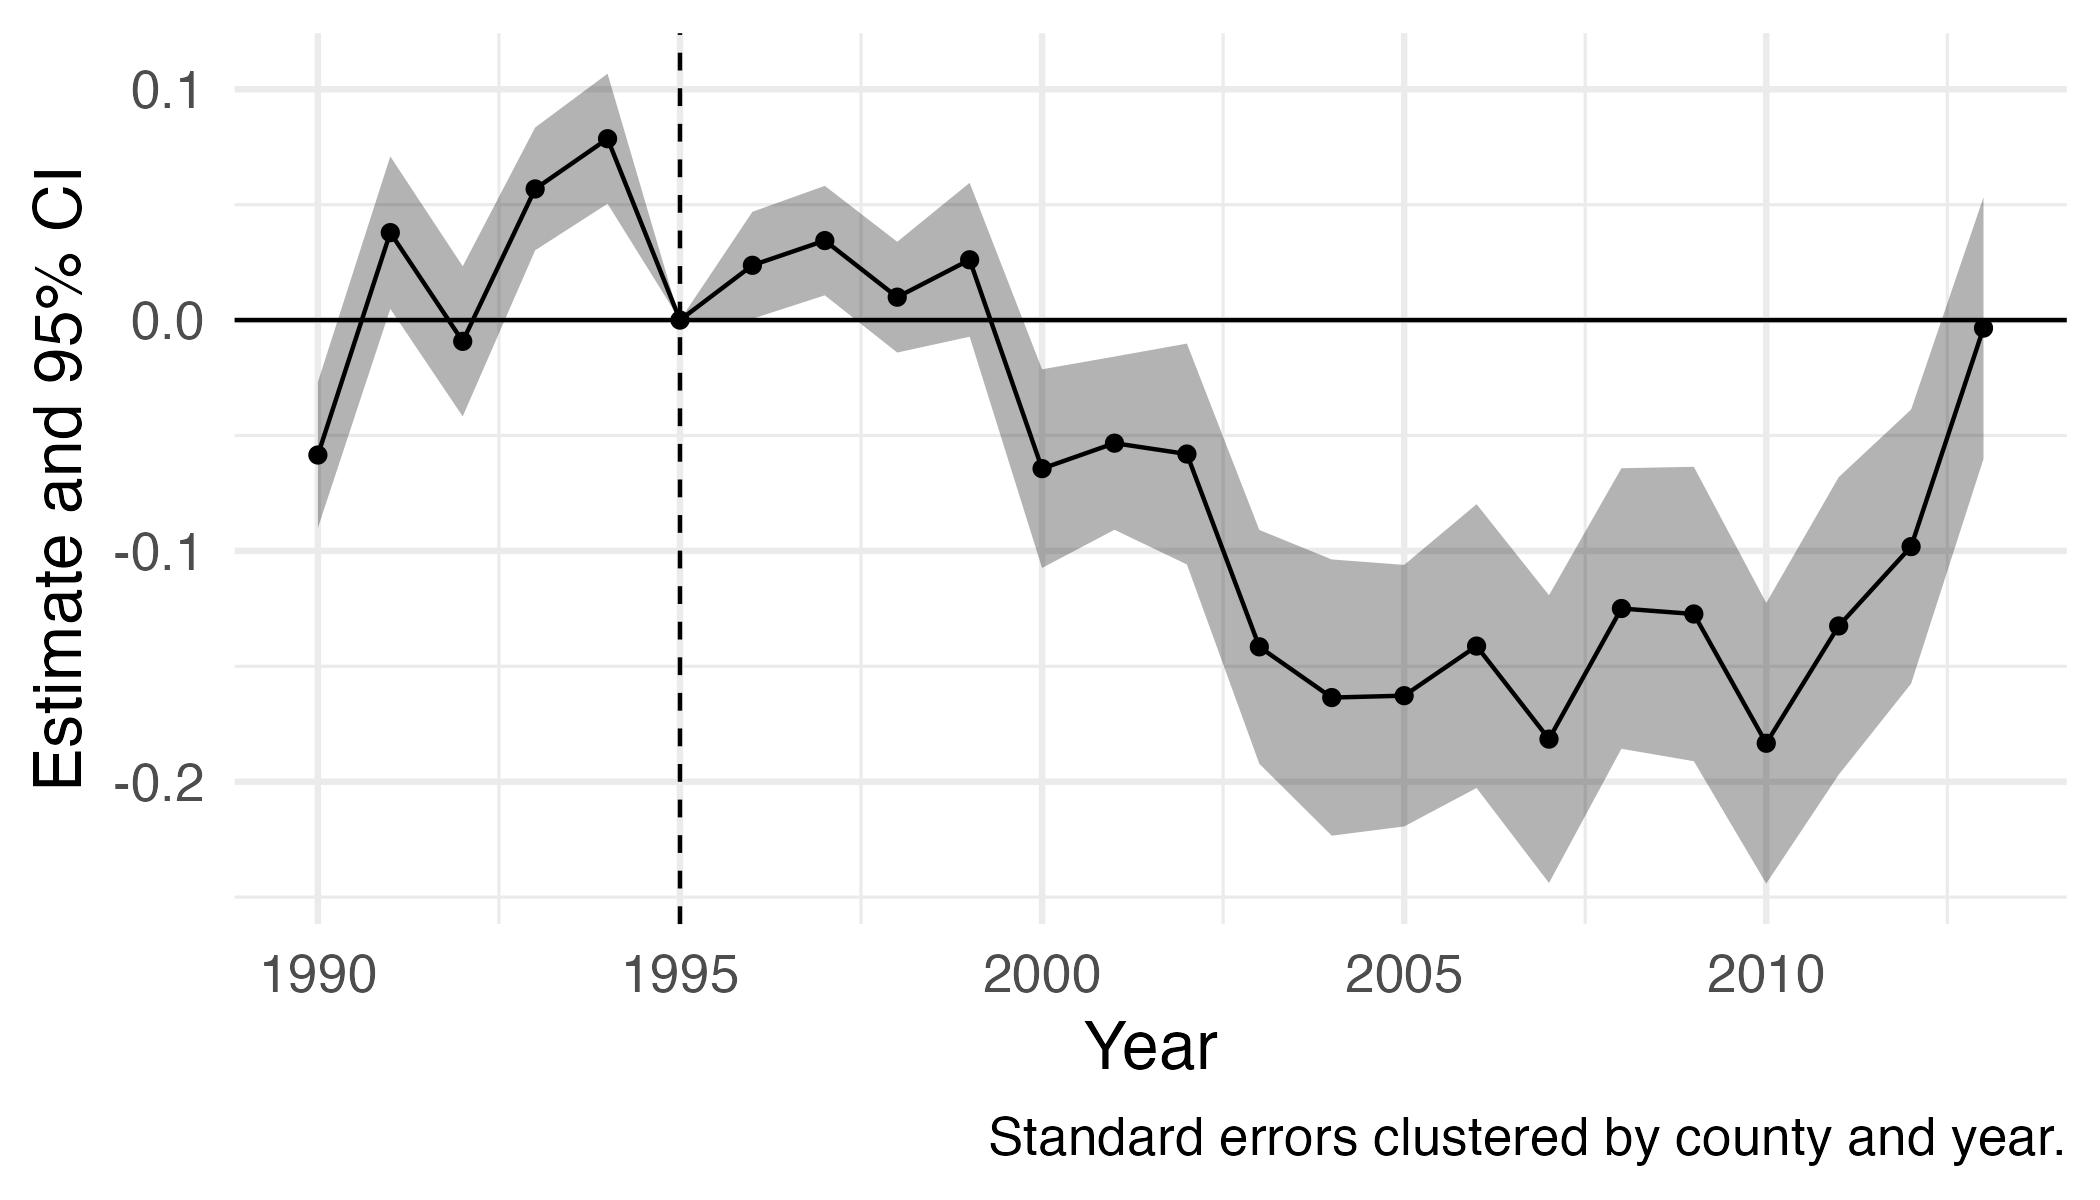 Estimate and 95% CI
0.1
0.0
-0.1
-0.2
1990 1995 2000 2005 2010
Year
Standard errors clustered by county and year.